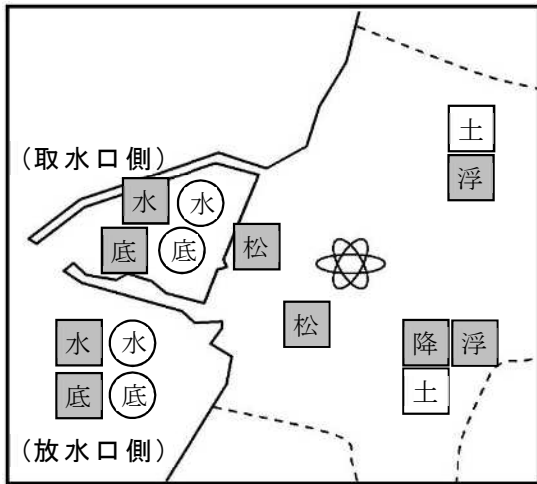 土
(取水口側)
浮
水 水
底 底 松
松
水 水 降 浮
底 底 土
(放水口側)